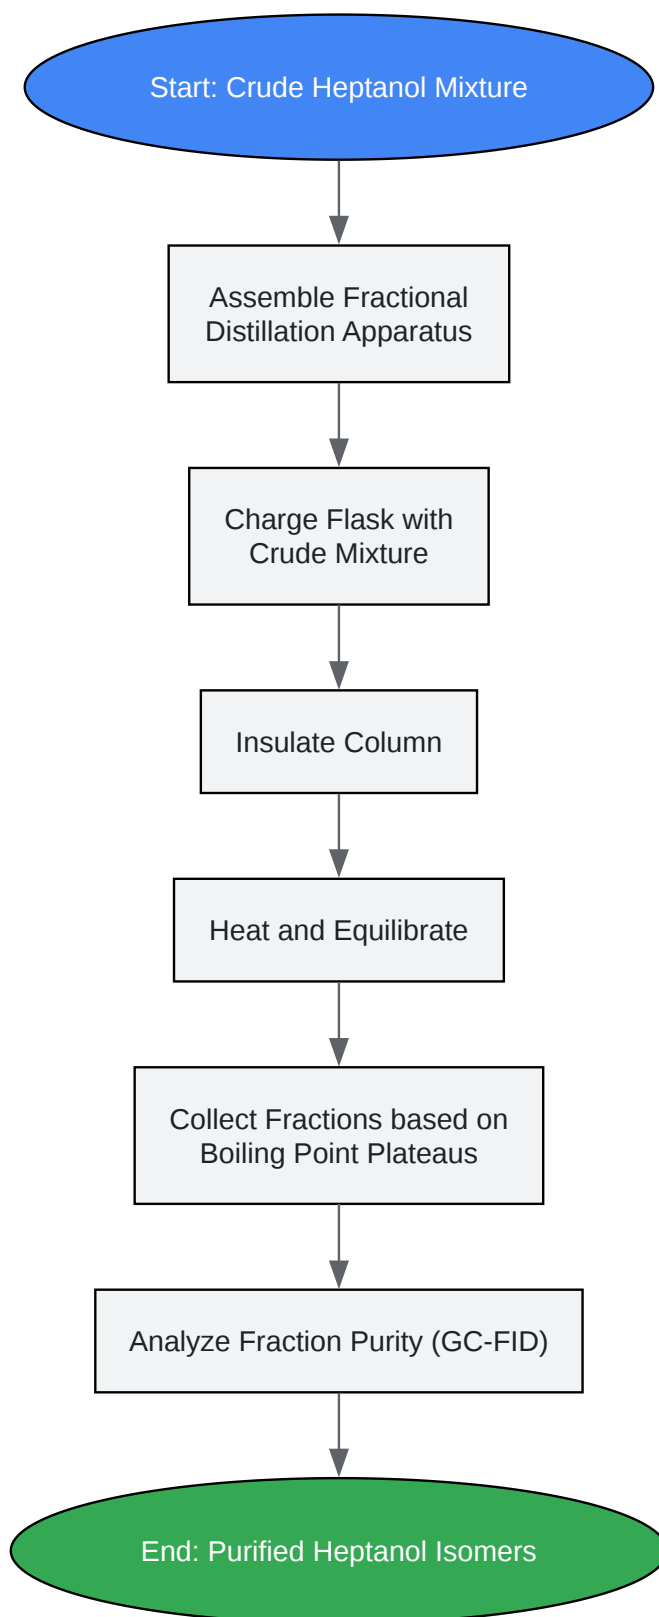 Start: Crude Heptanol Mixture
Assemble Fractional
Distillation Apparatus
Charge Flask with
Crude Mixture
Insulate Column
Heat and Equilibrate
Collect Fractions based on
Boiling Point Plateaus
Analyze Fraction Purity (GC-FID)
End: Purified Heptanol Isomers